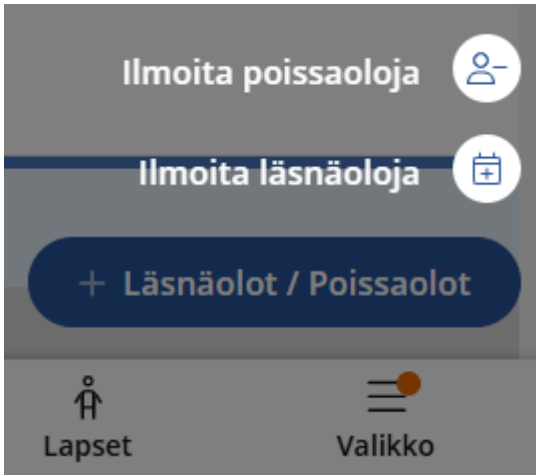 Ilmoita poissaoloja
Ilmoita läsnäoloja
+ Läsnäolot / Poissaolot
Lapset
Valikko